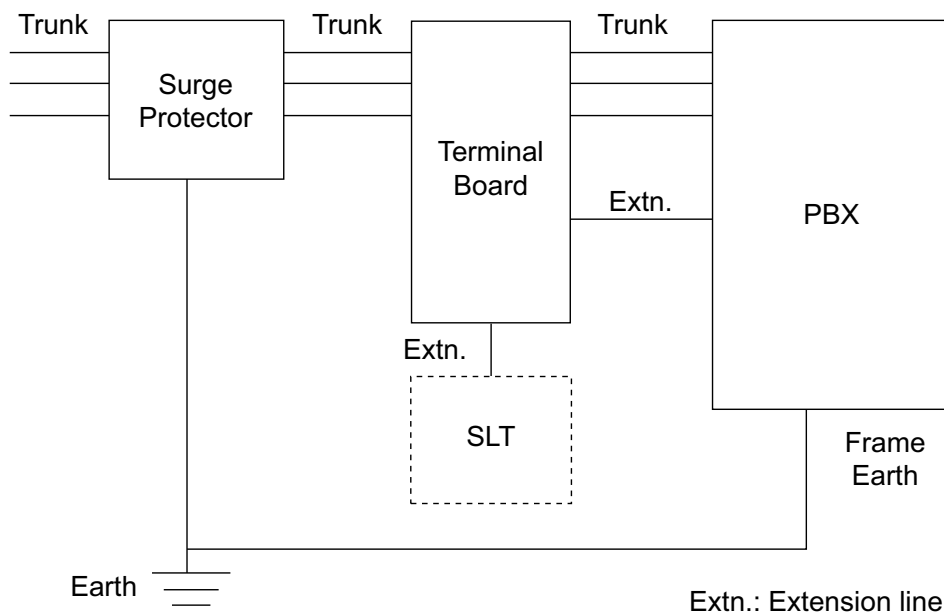 Trunk
Trunk
Trunk
Surge
Protector
Terminal
Board
Extn.
PBX
Extn.
SLT
Frame
Earth
Earth
Extn.: Extension line